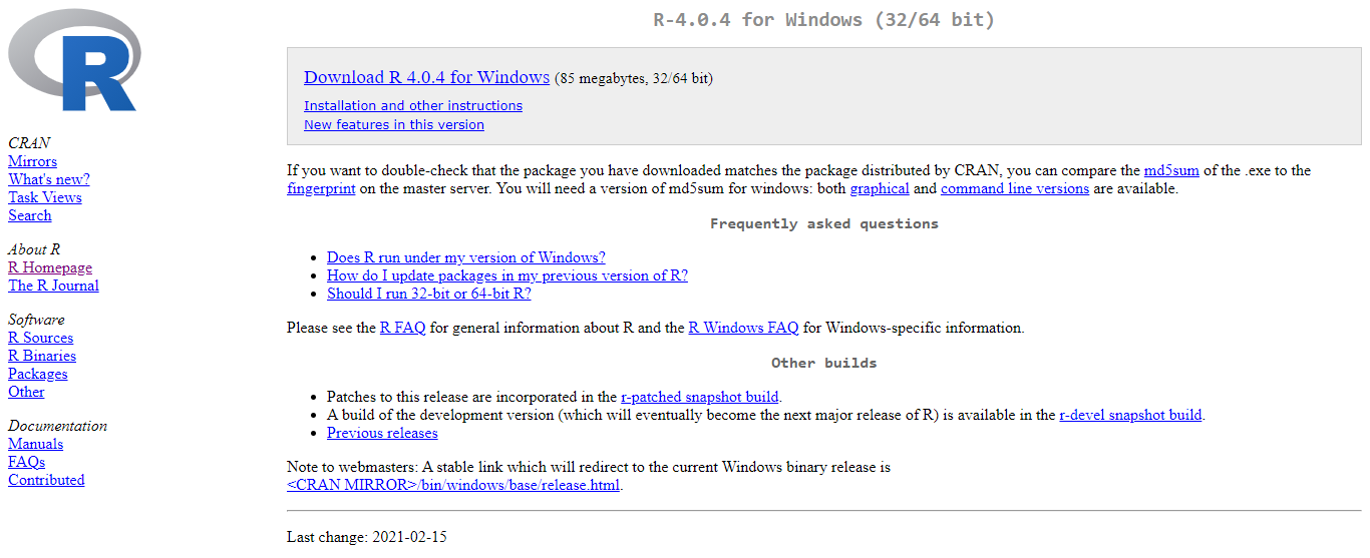 R
CRAN
Mirrors
What's new?
Task Views
Search
About R
R Homepage
The R Journal
Software
R Sources
R Binaries
Packages
Other
Documentation
Manuals
FAQs
Contributed
R-4.0.4 for Windows (32/64 bit)
Download R 4.0.4 for Windows (85 megabytes, 32/64 bit)
Installation and other instructions
New features in this version
If you want to double-check that the package you have downloaded matches the package distributed by CRAN, you can compare the md5sum of the .exe to the
fingerprint on the master server. You will need a version of md5sum for windows: both graphical and command line versions are available.
Frequently asked questions
• Does R run under my version of Windows?
• How do I update packages in my previous version of R?
• Should I run 32-bit or 64-bit R?
Please see the R FAQ for general information about R and the R Windows FAQ for Windows-specific information.
Other builds
• Patches to this release are incorporated in the r-patched snapshot build.
• A build of the development version (which will eventually become the next major release of R) is available in the r-devel snapshot build.
• Previous releases
Note to webmasters: A stable link which will redirect to the current Windows binary release is
<CRAN MIRROR>/bin/windows/base/release.html.
Last change: 2021-02-15